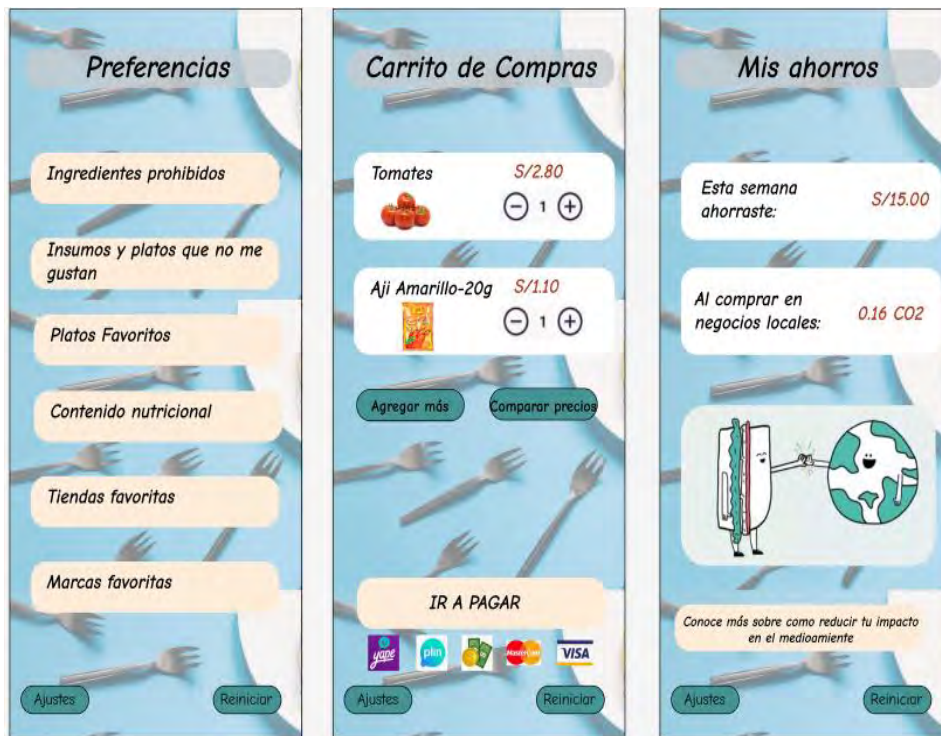 Preferencias
Ingredientes prohibidos
Insumos y platos que no me
gustan
Platos Favoritos
Contenido nutricional
Tiendas favoritas
Marcas favoritas
Ajustes
Reiniciar
Carrito de Compras
Tomates
S/2.80
1
Aji Amarillo-20g
S/1.10
1
Agregar más
Comparar precios
IR A PAGAR
yape
plin
MasterCard
VISA
Ajustes
Reiniciar
Mis ahorros
Esta semana
ahorraste:
S/15.00
Al comprar en
negocios locales:
0.16 CO2
Conoce más sobre como reducir tu impacto
en el medioamiente
Ajustes
Reiniciar